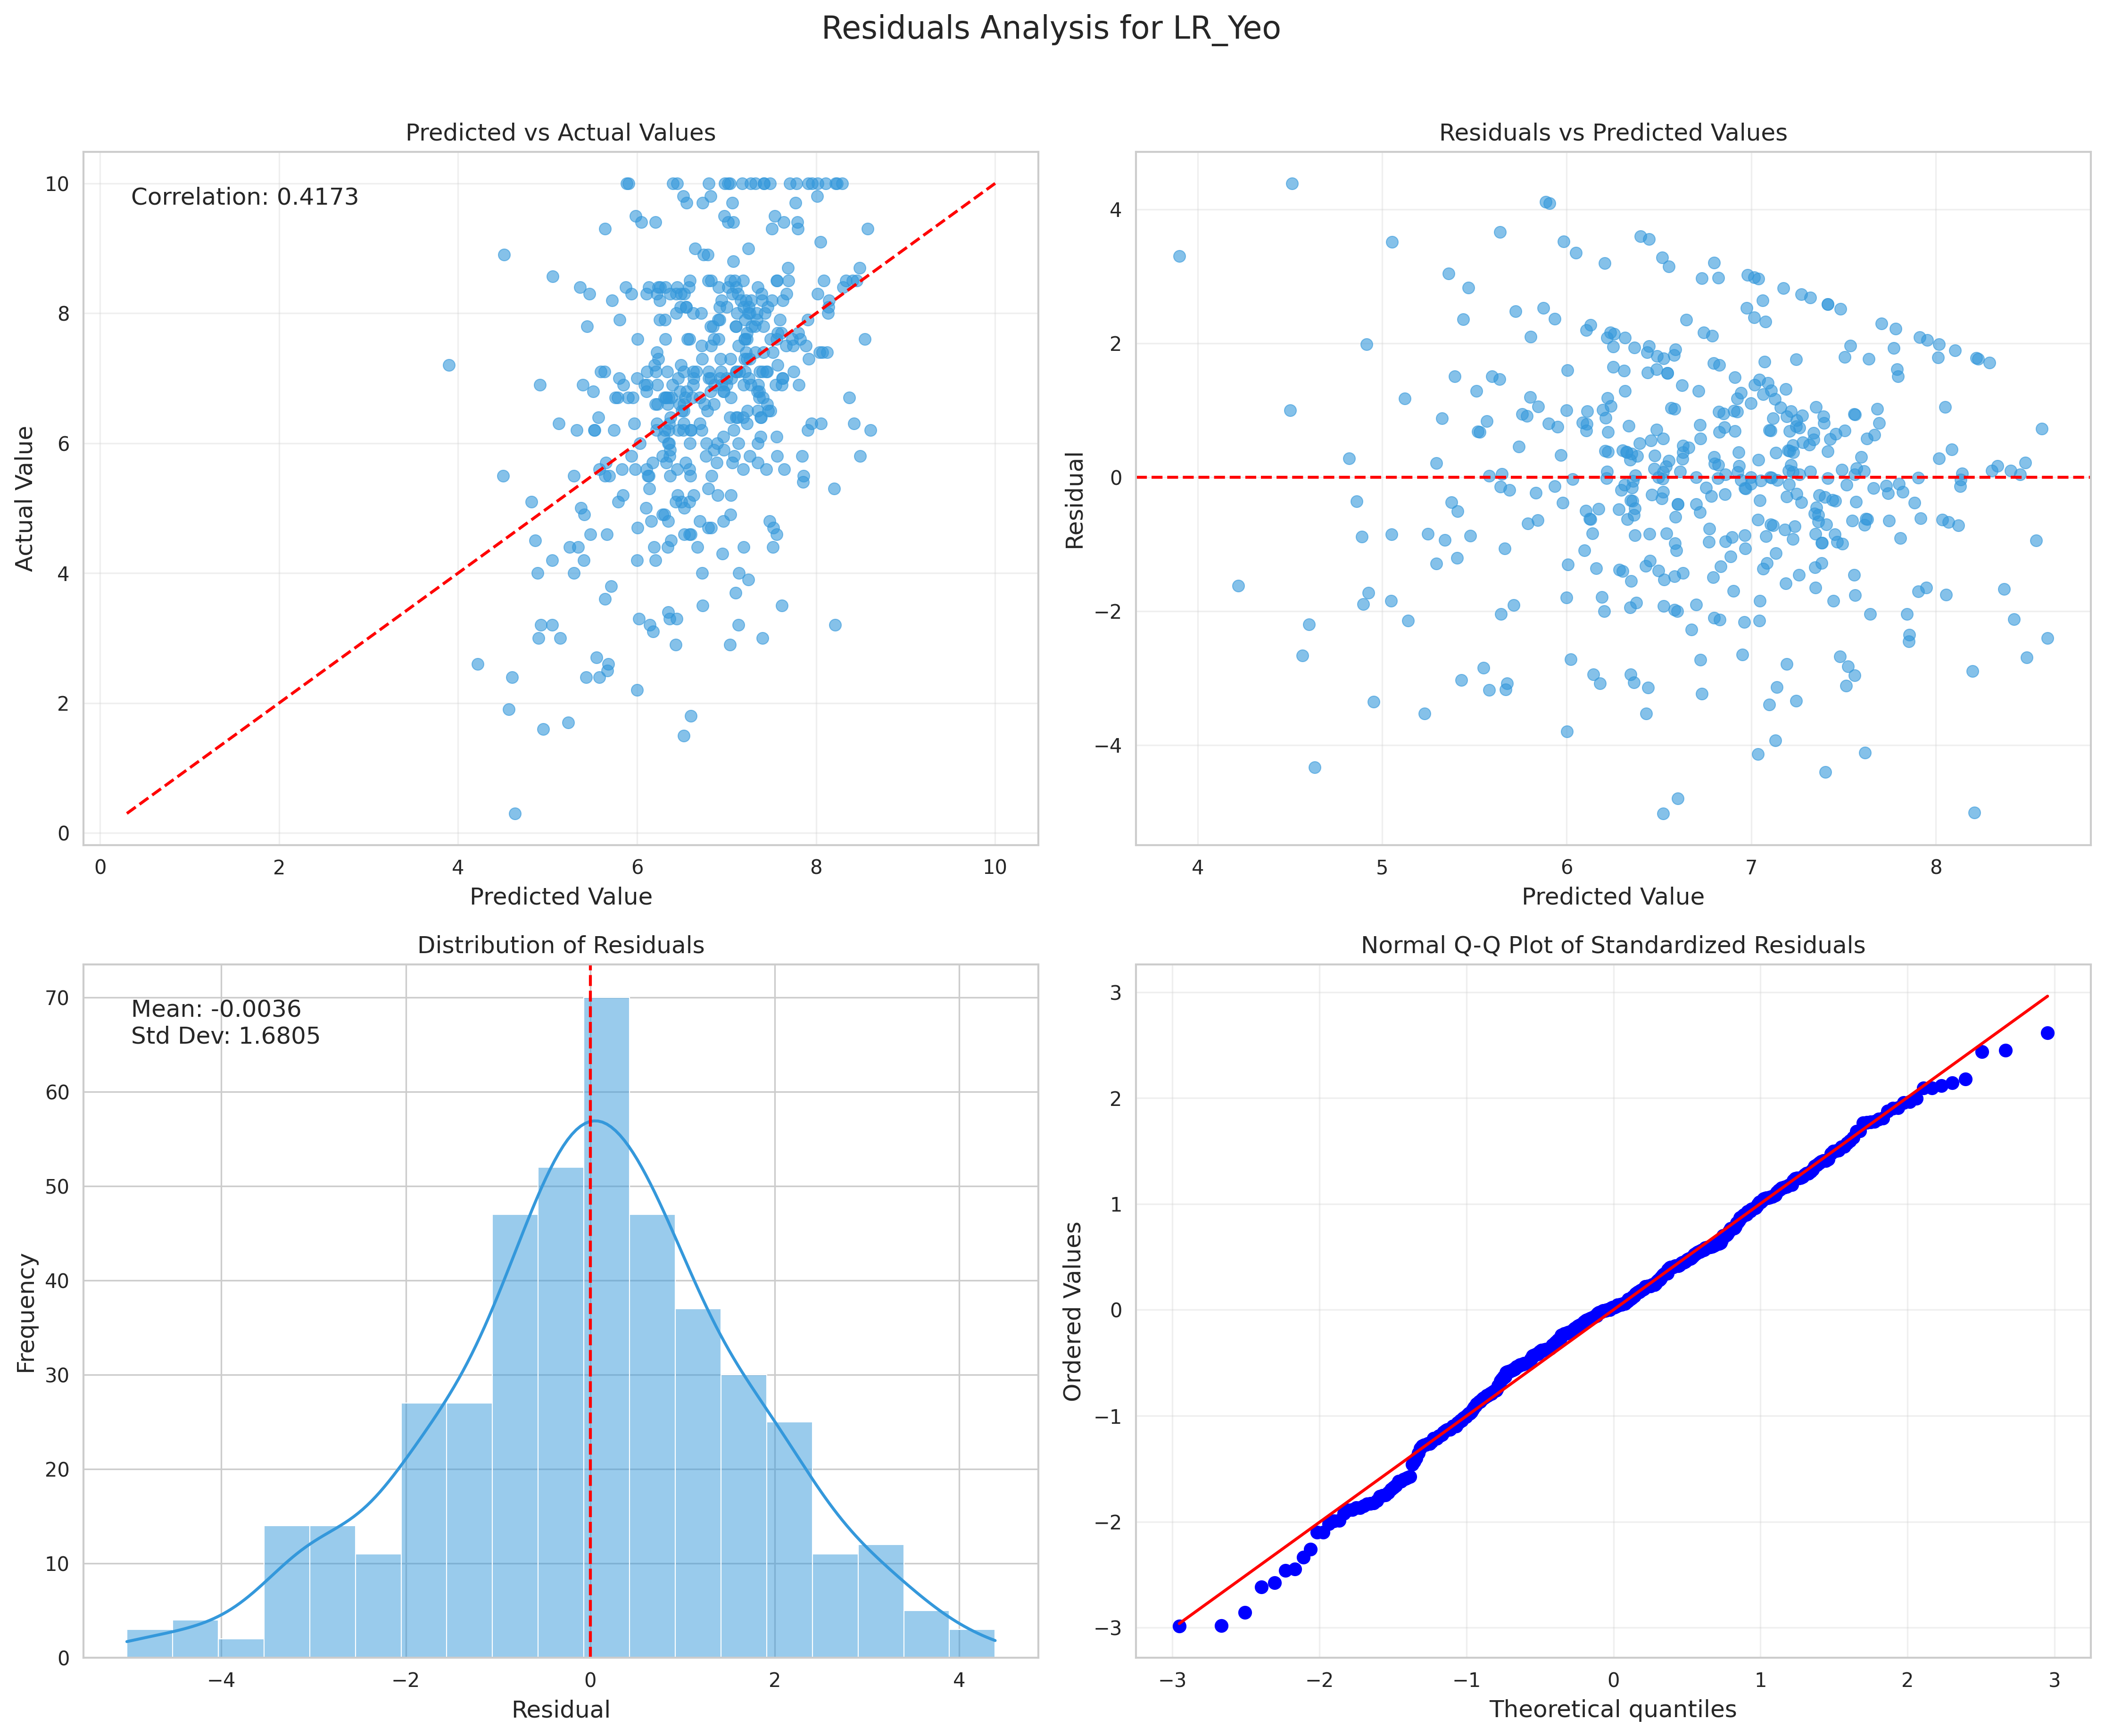 Residuals Analysis for LR_Yeo
Predicted vs Actual Values
Correlation: 0.4173
Actual Value
10
8
6
4
2
0
0 2 4 6 8 10
Predicted Value
Residuals vs Predicted Values
Residual
4
2
0
−2
−4
4 5 6 7 8
Predicted Value
Distribution of Residuals
Mean: -0.0036
Std Dev: 1.6805
Frequency
70
60
50
40
30
20
10
0
−4 −2 0 2 4
Residual
Normal Q-Q Plot of Standardized Residuals
Ordered Values
3
2
1
0
−1
−2
−3
−3 −2 −1 0 1 2 3
Theoretical quantiles